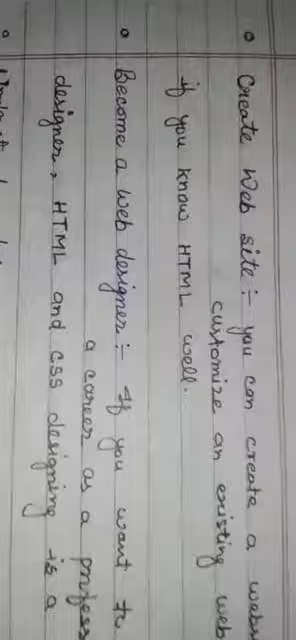 • Create Web site :- you can create a webs
customize an existing web
if you know HTML well.
• Become a web designer :- If you want to
a career as a profess
designer, HTML and CSS designing is a